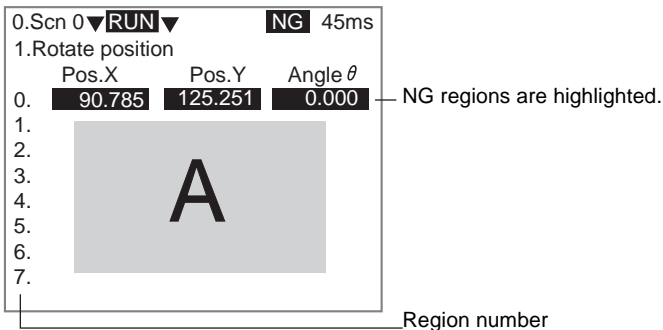 0.Scn 0▼RUN▼ NG 45ms
1.Rotate position
Pos.X Pos.Y Angle θ
0. 90.785 125.251 0.000 NG regions are highlighted.
1.
2.
3.
A
4.
5.
6.
7.
Region number